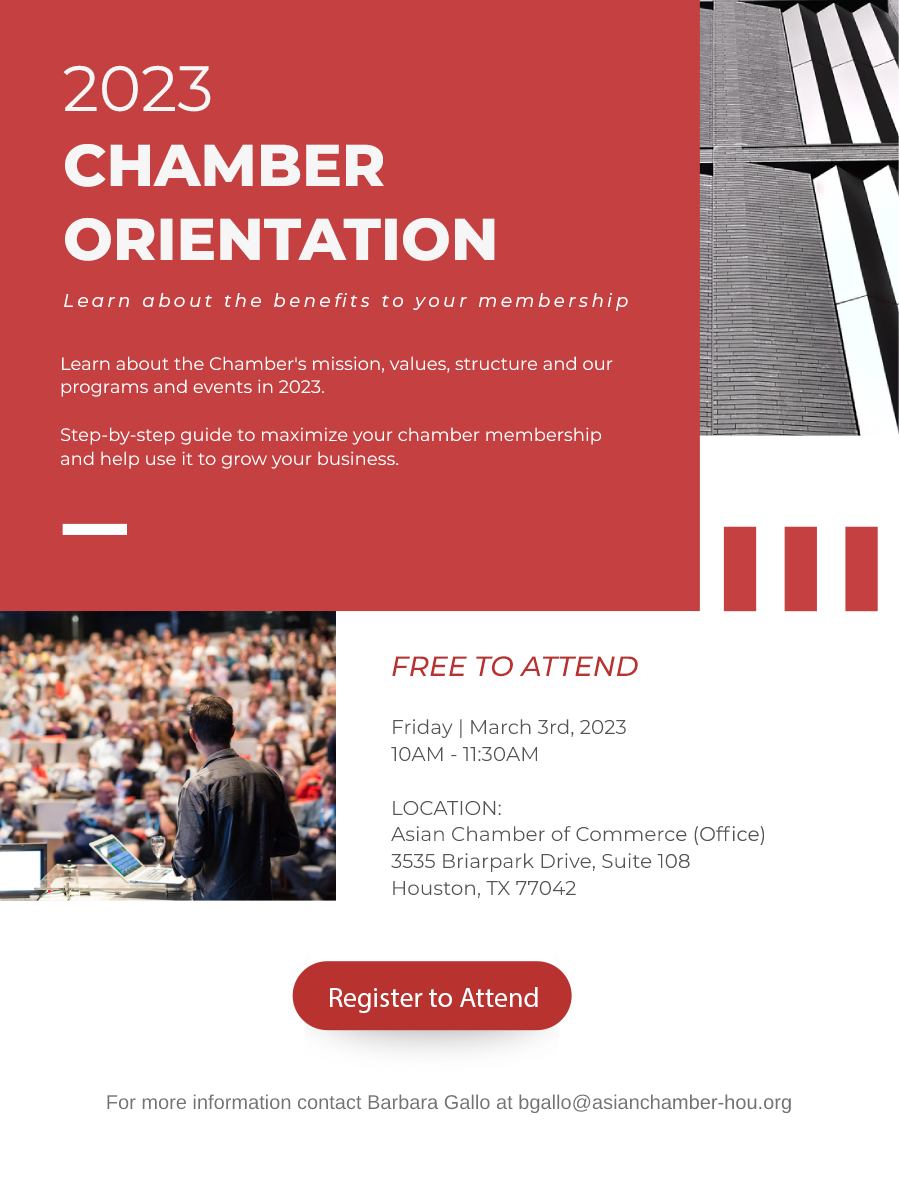 2023
CHAMBER
ORIENTATION
Learn about the benefits to your membership
Learn about the Chamber's mission, values, structure and our
programs and events in 2023.
Step-by-step guide to maximize your chamber membership
and help use it to grow your business.
FREE TO ATTEND
Friday | March 3rd, 2023
10AM - 11:30AM
LOCATION:
Asian Chamber of Commerce (Office)
3535 Briarpark Drive, Suite 108
Houston, TX 77042
Register to Attend
For more information contact Barbara Gallo at bgallo@asianchamber-hou.org